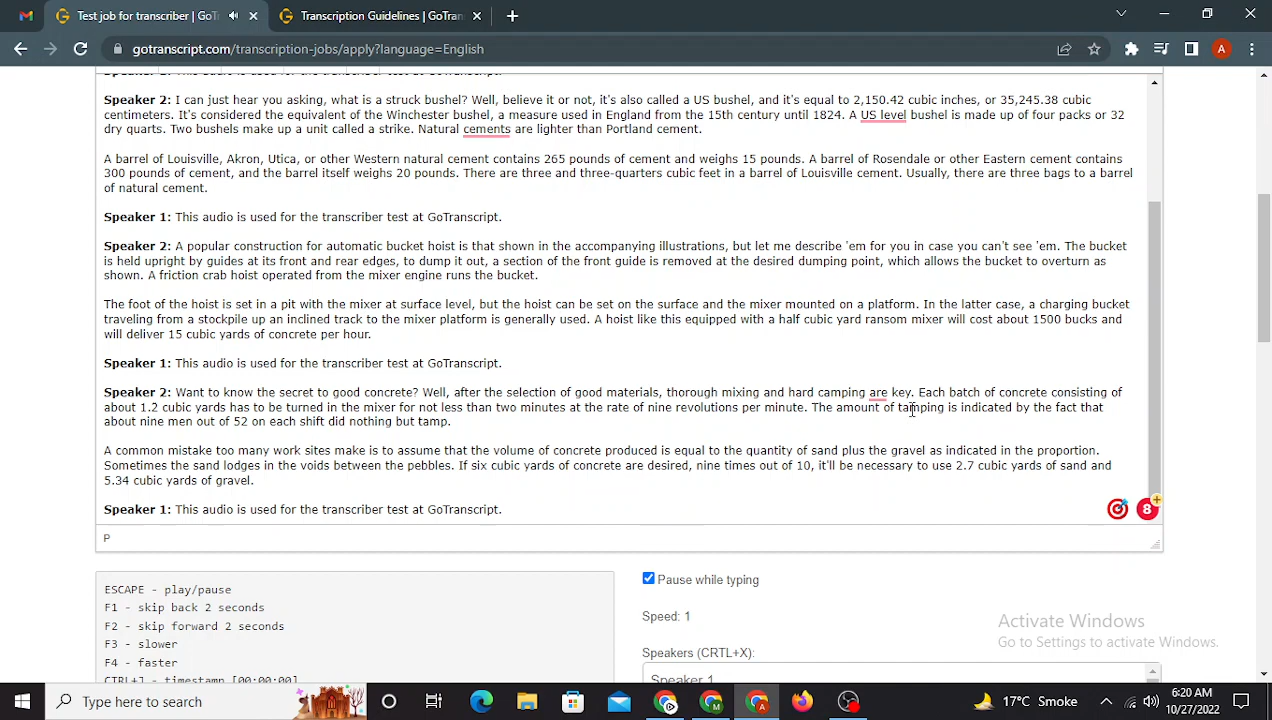 Test job for transcriber | GoT
Transcription Guidelines | GoTran
gotranscript.com/transcription-jobs/apply?language=English
A
Speaker 2: This audio is used for the transcriber test at GoTranscript.
Speaker 2: I can just hear you asking, what is a struck bushel? Well, believe it or not, it's also called a US bushel, and it's equal to 2,150.42 cubic inches, or 35,245.38 cubic
centimeters. It's considered the equivalent of the Winchester bushel, a measure used in England from the 15th century until 1824. A US level bushel is made up of four packs or 32
dry quarts. Two bushels make up a unit called a strike. Natural cements are lighter than Portland cement.
A barrel of Louisville, Akron, Utica, or other Western natural cement contains 265 pounds of cement and weighs 15 pounds. A barrel of Rosendale or other Eastern cement contains
300 pounds of cement, and the barrel itself weighs 20 pounds. There are three and three-quarters cubic feet in a barrel of Louisville cement. Usually, there are three bags to a barrel
of natural cement.
Speaker 1: This audio is used for the transcriber test at GoTranscript.
Speaker 2: A popular construction for automatic bucket hoist is that shown in the accompanying illustrations, but let me describe 'em for you in case you can't see 'em. The bucket
is held upright by guides at its front and rear edges, to dump it out, a section of the front guide is removed at the desired dumping point, which allows the bucket to overturn as
shown. A friction crab hoist operated from the mixer engine runs the bucket.
The foot of the hoist is set in a pit with the mixer at surface level, but the hoist can be set on the surface and the mixer mounted on a platform. In the latter case, a charging bucket
traveling from a stockpile up an inclined track to the mixer platform is generally used. A hoist like this equipped with a half cubic yard ransom mixer will cost about 1500 bucks and
will deliver 15 cubic yards of concrete per hour.
Speaker 1: This audio is used for the transcriber test at GoTranscript.
Speaker 2: Want to know the secret to good concrete? Well, after the selection of good materials, thorough mixing and hard camping are key. Each batch of concrete consisting of
about 1.2 cubic yards has to be turned in the mixer for not less than two minutes at the rate of nine revolutions per minute. The amount of tamping is indicated by the fact that
about nine men out of 52 on each shift did nothing but tamp.
A common mistake too many work sites make is to assume that the volume of concrete produced is equal to the quantity of sand plus the gravel as indicated in the proportion.
Sometimes the sand lodges in the voids between the pebbles. If six cubic yards of concrete are desired, nine times out of 10, it'll be necessary to use 2.7 cubic yards of sand and
5.34 cubic yards of gravel.
Speaker 1: This audio is used for the transcriber test at GoTranscript.
8
P
ESCAPE - play/pause
F1 - skip back 2 seconds
F2 - skip forward 2 seconds
F3 - slower
F4 - faster
CTRL+J - timestamp [00:00:00]
Pause while typing
Speed: 1
Speakers (CRTL+X):
Speaker 1
Activate Windows
Go to Settings to activate Windows.
Type here to search
17°C Smoke
6:20 AM
10/27/2022